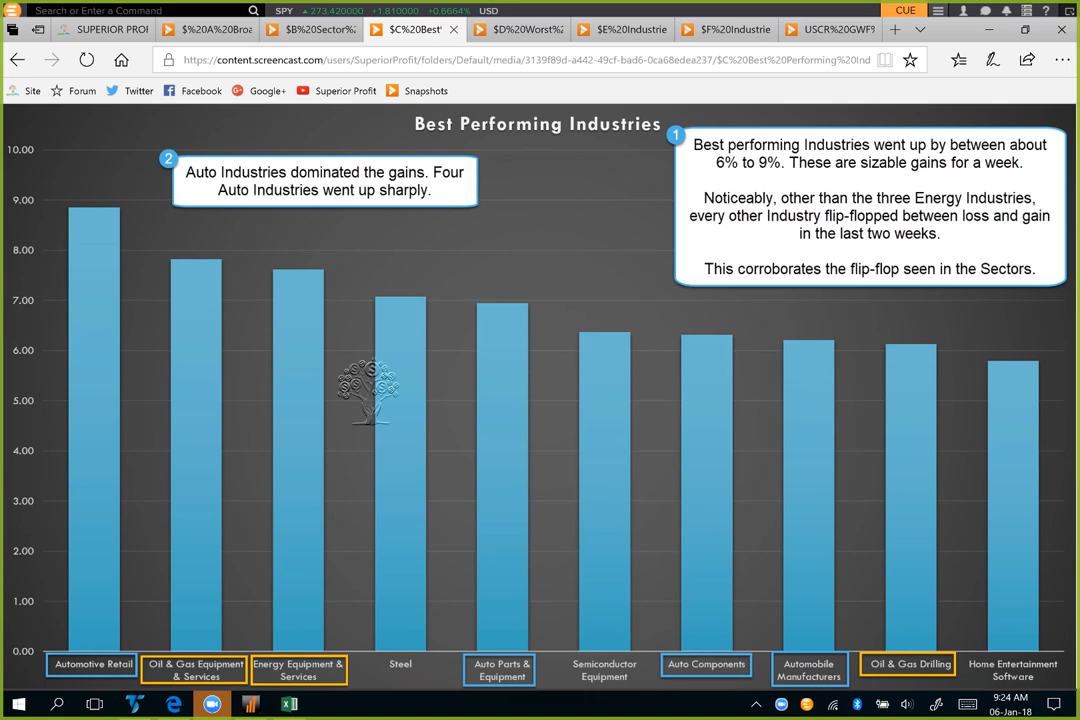 Search or Enter a Command
SPY 273.420000 +1.810000 +0.6664% USD
CUE
SUPERIOR PROF
$%20A%20Broa
$B%20Sector%
$C%20Best'
$D%20Worst%2
$E%20Industrie
$F%20Industrie
USCR%20GWF9
https://content.screencast.com/users/SuperiorProfit/folders/Default/media/3139f89d-a442-49cf-bad6-0ca68edea237/$C%20Best%20Performing%20Ind
Site
Forum
Twitter
Facebook
Google+
Superior Profit
Snapshots
Best Performing Industries
1
Best performing Industries went up by between about
6% to 9%. These are sizable gains for a week.
Noticeably, other than the three Energy Industries,
every other Industry flip-flopped between loss and gain
in the last two weeks.
This corroborates the flip-flop seen in the Sectors.
2
Auto Industries dominated the gains. Four
Auto Industries went up sharply.
10.00
9.00
8.00
7.00
6.00
5.00
4.00
3.00
2.00
1.00
0.00
Automotive Retail
Oil & Gas Equipment
& Services
Energy Equipment &
Services
Steel
Auto Parts &
Equipment
Semiconductor
Equipment
Auto Components
Automobile
Manufacturers
Oil & Gas Drilling
Home Entertainment
Software
9:24 AM
06-Jan-18